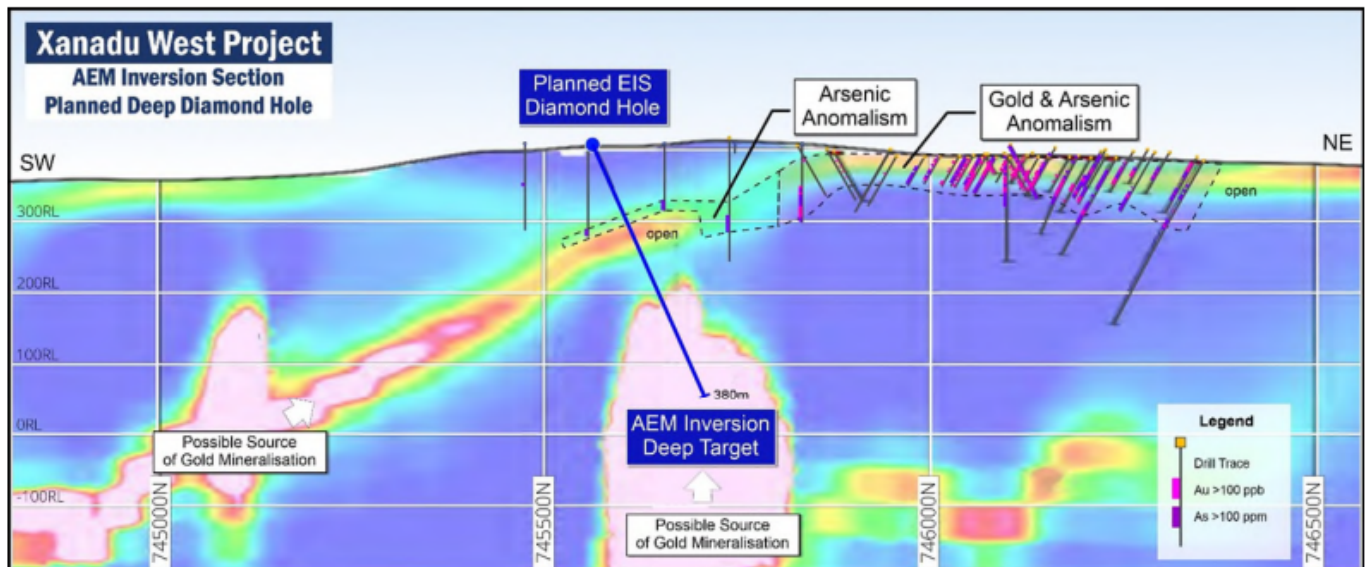 Xanadu West Project
AEM Inversion Section
Planned Deep Diamond Hole
Planned EIS
Diamond Hole
Arsenic
Anomalism
Gold & Arsenic
Anomalism
SW
NE
open
open
300RL
200RL
100RL
0RL
-100RL
380m
AEM Inversion
Deep Target
Possible Source
of Gold Mineralisation
Possible Source
of Gold Mineralisation
745000N
745500N
746000N
746500N
Legend
Drill Trace
Au >100 ppb
As >100 ppm